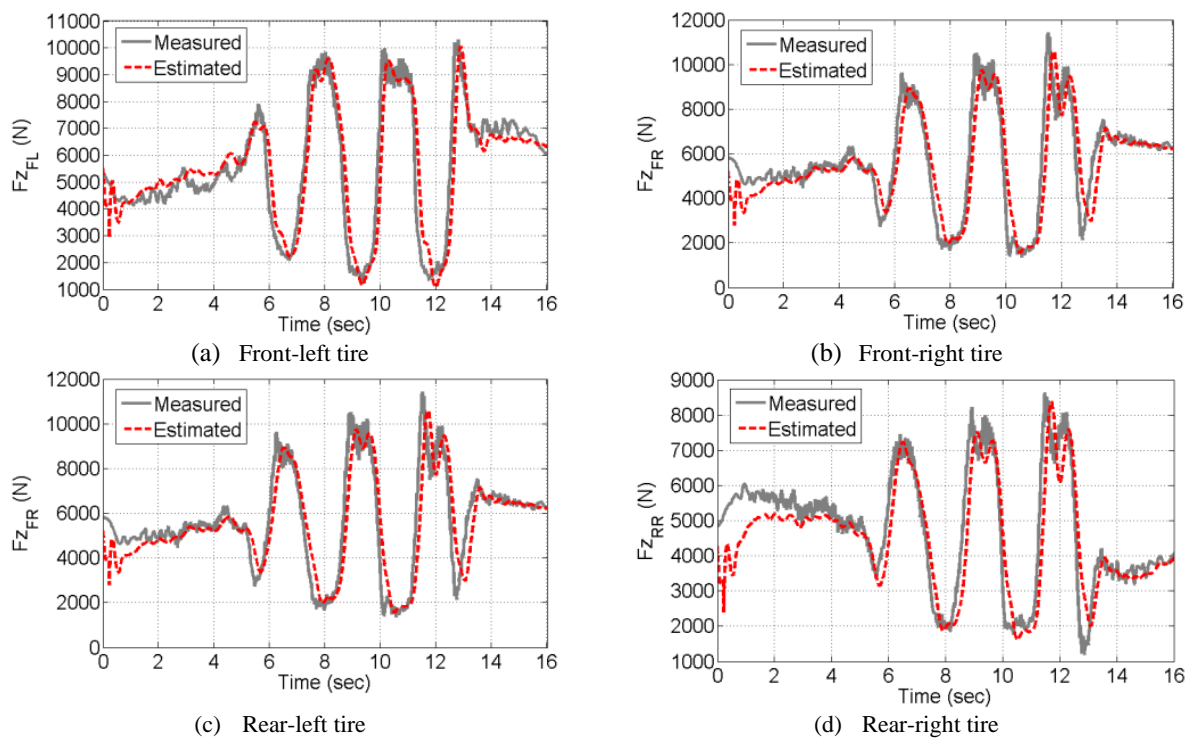 11000
10000
9000
8000
7000
6000
5000
4000
3000
2000
1000
Fz_FL (N)
Measured
Estimated
0 2 4 6 8 10 12 14 16
Time (sec)
(a) Front-left tire
12000
10000
8000
6000
4000
2000
0
Fz_FR (N)
Measured
Estimated
0 2 4 6 8 10 12 14 16
Time (sec)
(b) Front-right tire
12000
10000
8000
6000
4000
2000
0
Fz_FR (N)
Measured
Estimated
0 2 4 6 8 10 12 14 16
Time (sec)
(c) Rear-left tire
9000
8000
7000
6000
5000
4000
3000
2000
1000
Fz_RR (N)
Measured
Estimated
0 2 4 6 8 10 12 14 16
Time (sec)
(d) Rear-right tire